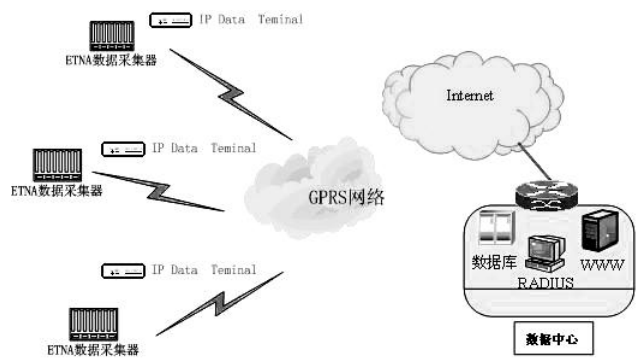 IP Data Teminal
ETNA数据采集器
Internet
IP Data Teminal
ETNA数据采集器
GPRS网络
数据库
WWW
RADIUS
IP Data Teminal
ETNA数据采集器
数据中心